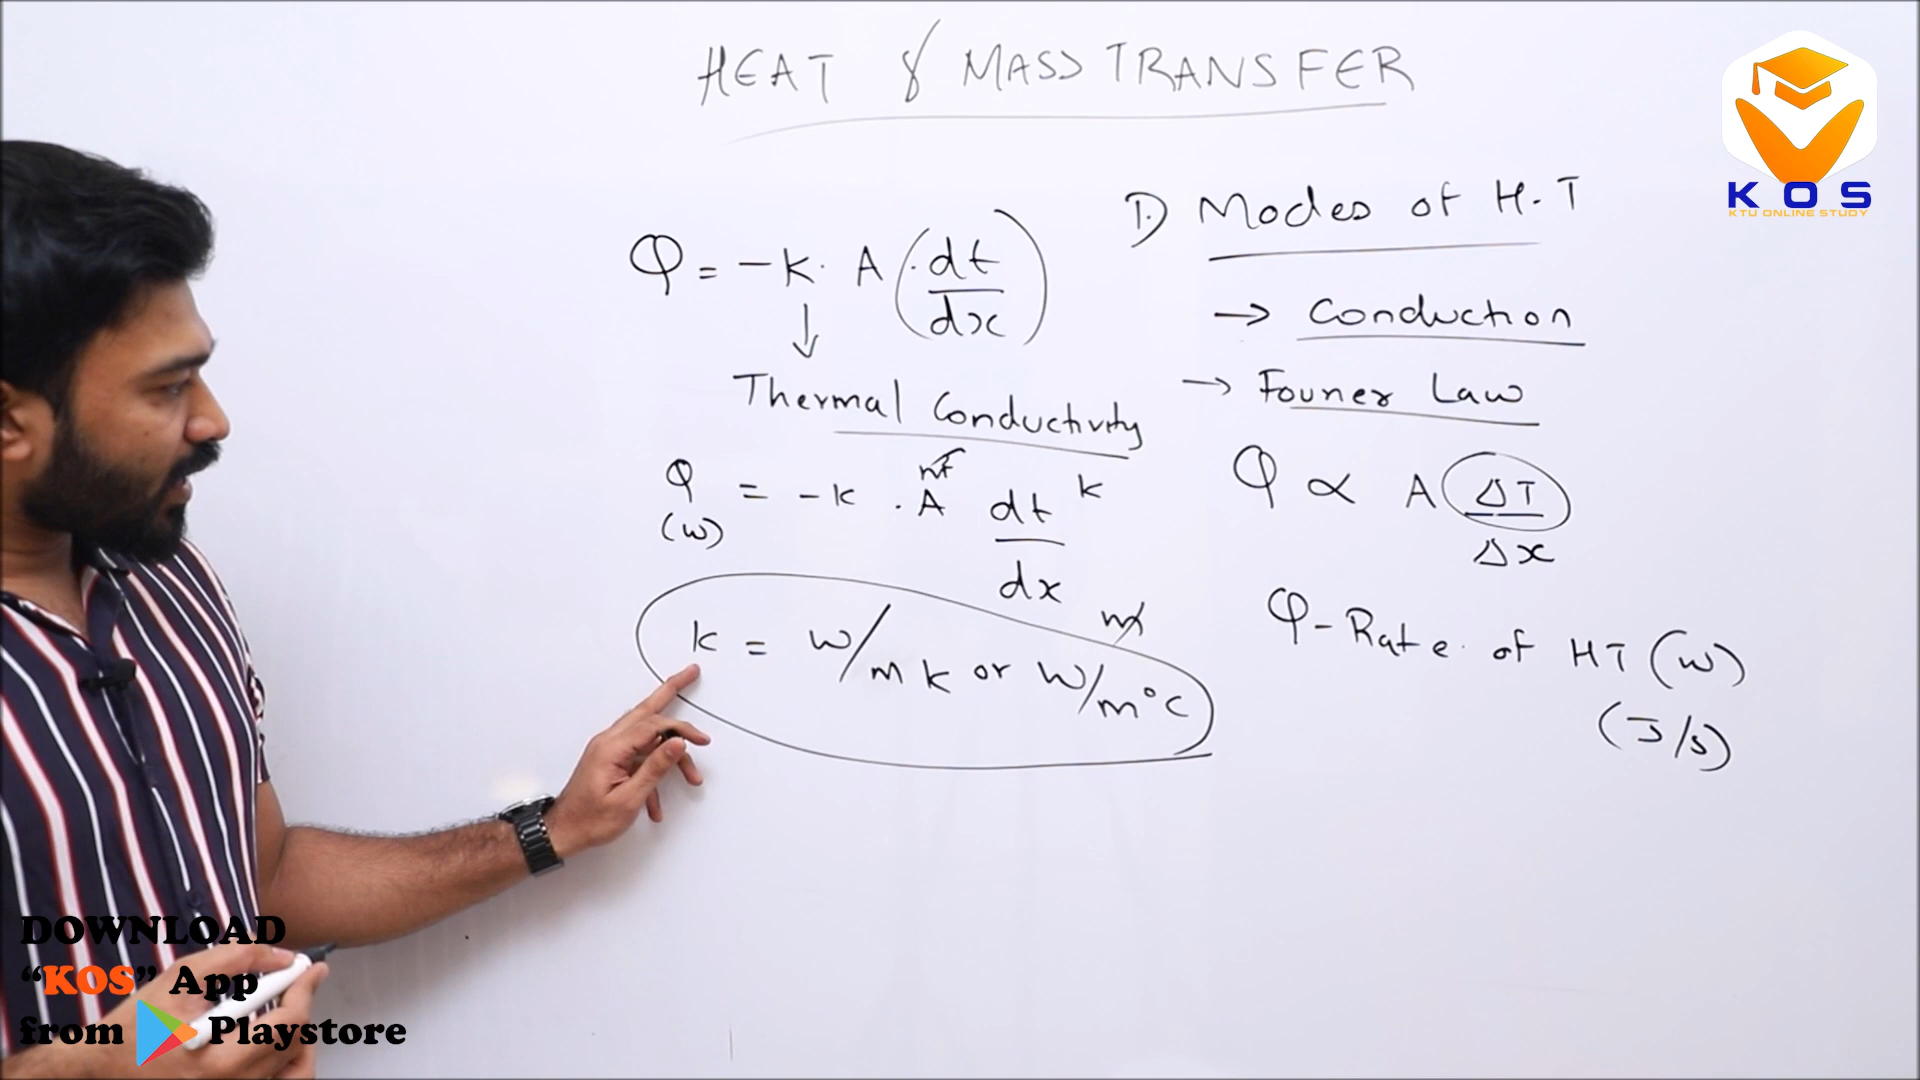 HEAT & MASS TRANSFER
K O S
KTU ONLINE STUDY
1) Modes of H.T
→ Conduction
→ Fourier Law
Q ∝ A ΔT/Δx
Q - Rate of HT (W)
(J/s)
Q = -k. A (. dt/dx)
↓
Thermal Conductivity
Q = -k . A dt/dx
(W) m² k m
k = W/mk or W/m°c
DOWNLOAD
"KOS" App
from Playstore